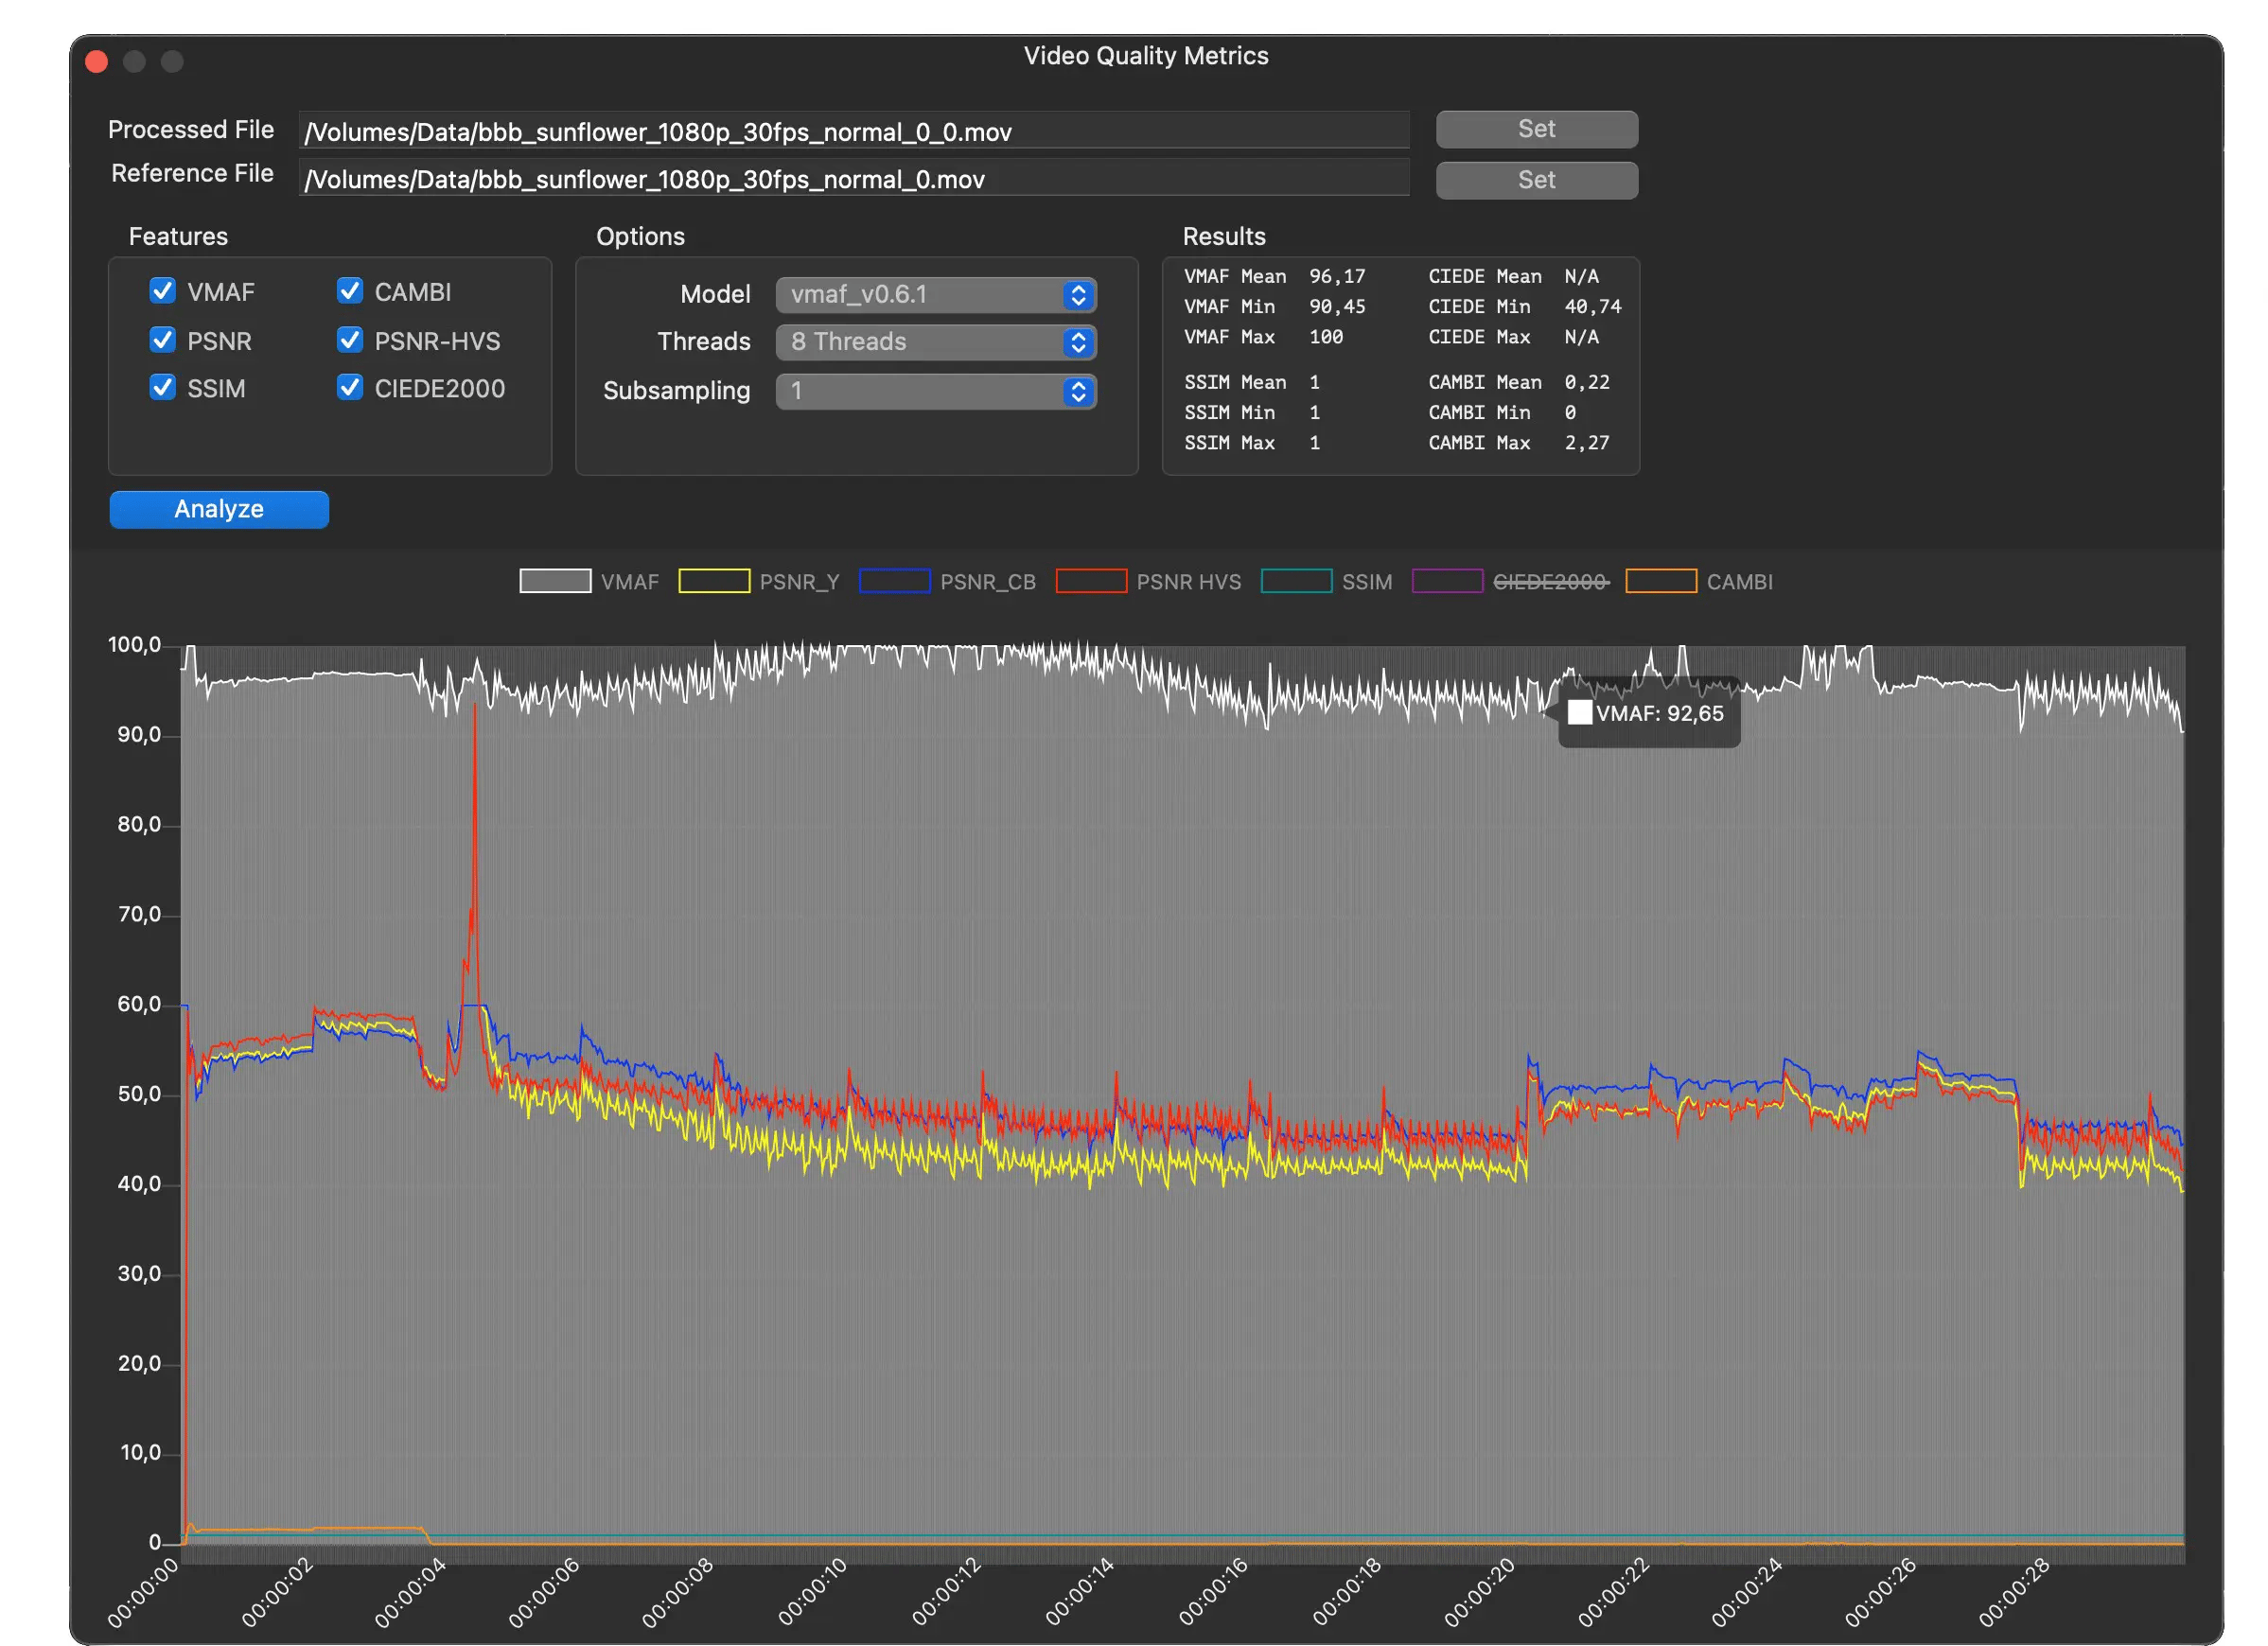 Video Quality Metrics
Processed File /Volumes/Data/bbb_sunflower_1080p_30fps_normal_0_0.mov Set
Reference File /Volumes/Data/bbb_sunflower_1080p_30fps_normal_0.mov Set
Features
VMAF CAMBI
PSNR PSNR-HVS
SSIM CIEDE2000
Options
Model vmaf_v0.6.1
Threads 8 Threads
Subsampling 1
Results
VMAF Mean 96,17 CIEDE Mean N/A
VMAF Min 90,45 CIEDE Min 40,74
VMAF Max 100 CIEDE Max N/A
SSIM Mean 1 CAMBI Mean 0,22
SSIM Min 1 CAMBI Min 0
SSIM Max 1 CAMBI Max 2,27
Analyze
VMAF PSNR_Y PSNR_CB PSNR HVS SSIM CIEDE2000 CAMBI
100,0
90,0
80,0
70,0
60,0
50,0
40,0
30,0
20,0
10,0
0
VMAF: 92,65
00:00:00 00:00:02 00:00:04 00:00:06 00:00:08 00:00:10 00:00:12 00:00:14 00:00:16 00:00:18 00:00:20 00:00:22 00:00:24 00:00:26 00:00:28